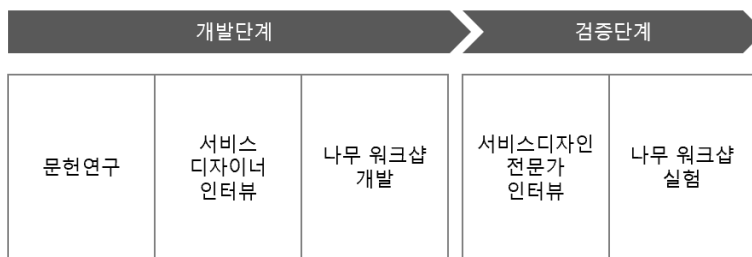 개발단계
검증단계
문헌연구
서비스
디자이너
인터뷰
나무 워크샵
개발
서비스디자인
전문가
인터뷰
나무 워크샵
실험